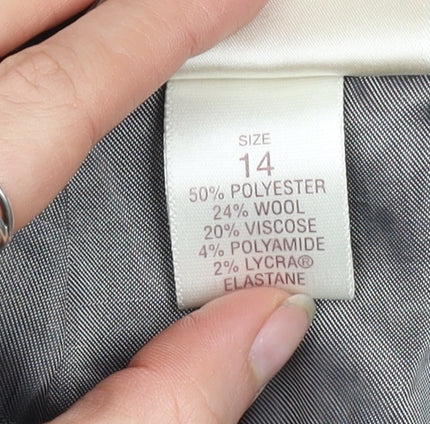 SIZE
14
50% POLYESTER
24% WOOL
20% VISCOSE
4% POLYAMIDE
2% LYCRA®
ELASTANE